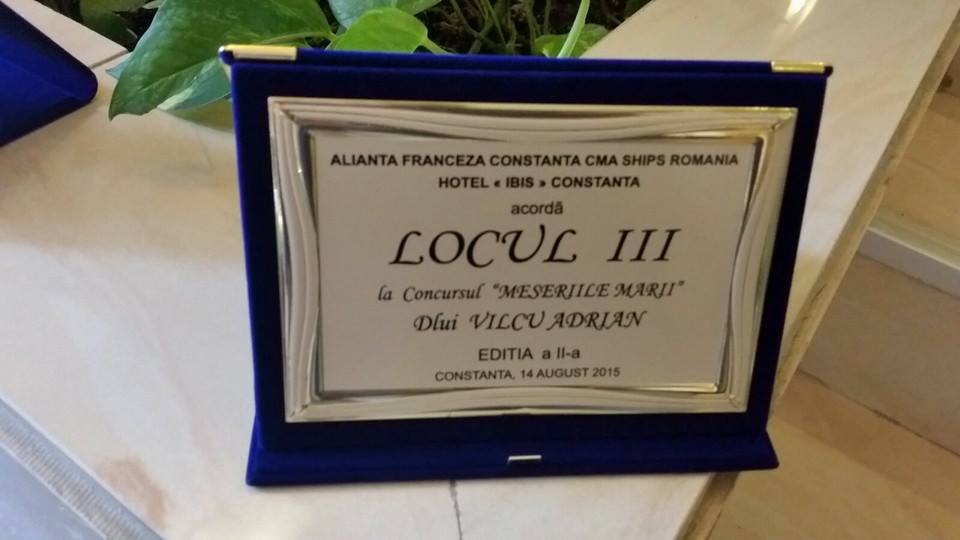 ALIANTA FRANCEZA CONSTANTA CMA SHIPS ROMANIA
HOTEL « IBIS » CONSTANTA
acordă
LOCUL III
la Concursul “MESERIILE MARII”
Dlui VILCU ADRIAN
EDITIA a II-a
CONSTANTA, 14 AUGUST 2015